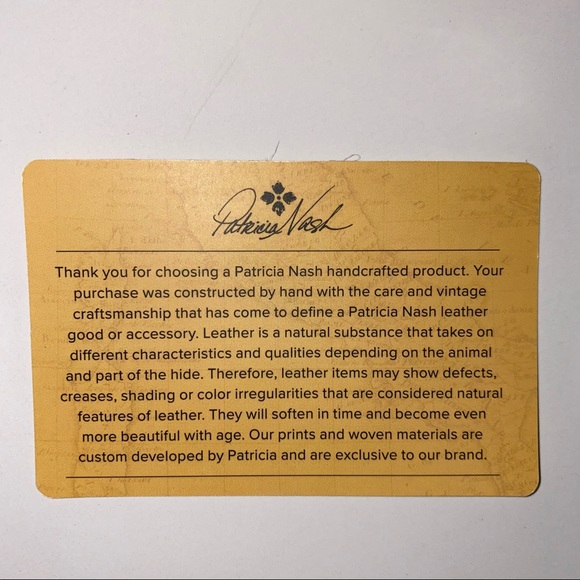 Patricia Nash
Thank you for choosing a Patricia Nash handcrafted product. Your
purchase was constructed by hand with the care and vintage
craftsmanship that has come to define a Patricia Nash leather
good or accessory. Leather is a natural substance that takes on
different characteristics and qualities depending on the animal
and part of the hide. Therefore, leather items may show defects,
creases, shading or color irregularities that are considered natural
features of leather. They will soften in time and become even
more beautiful with age. Our prints and woven materials are
custom developed by Patricia and are exclusive to our brand.